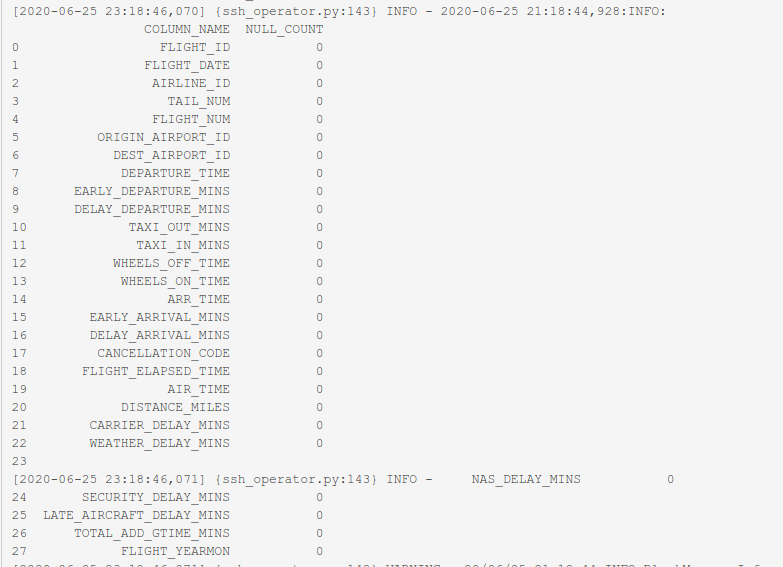 [2020-06-25 23:18:46,070] {ssh_operator.py:143} INFO - 2020-06-25 21:18:44,928:INFO:
COLUMN_NAME NULL_COUNT
0 FLIGHT_ID 0
1 FLIGHT_DATE 0
2 AIRLINE_ID 0
3 TAIL_NUM 0
4 FLIGHT_NUM 0
5 ORIGIN_AIRPORT_ID 0
6 DEST_AIRPORT_ID 0
7 DEPARTURE_TIME 0
8 EARLY_DEPARTURE_MINS 0
9 DELAY_DEPARTURE_MINS 0
10 TAXI_OUT_MINS 0
11 TAXI_IN_MINS 0
12 WHEELS_OFF_TIME 0
13 WHEELS_ON_TIME 0
14 ARR_TIME 0
15 EARLY_ARRIVAL_MINS 0
16 DELAY_ARRIVAL_MINS 0
17 CANCELLATION_CODE 0
18 FLIGHT_ELAPSED_TIME 0
19 AIR_TIME 0
20 DISTANCE_MILES 0
21 CARRIER_DELAY_MINS 0
22 WEATHER_DELAY_MINS 0
23
[2020-06-25 23:18:46,071] {ssh_operator.py:143} INFO - NAS_DELAY_MINS 0
24 SECURITY_DELAY_MINS 0
25 LATE_AIRCRAFT_DELAY_MINS 0
26 TOTAL_ADD_GTIME_MINS 0
27 FLIGHT_YEARMON 0